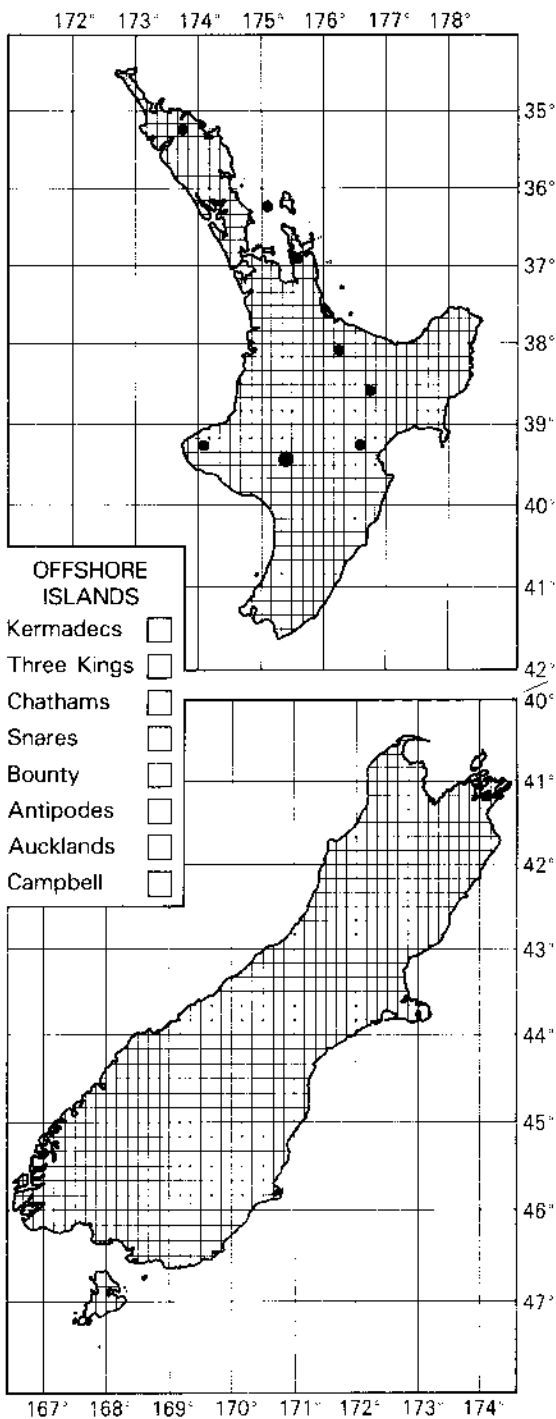 172° 173° 174° 175° 176° 177° 178°
35°
36°
37°
38°
39°
40°
41°
42°
OFFSHORE
ISLANDS
Kermadecs
Three Kings
Chathams
Snares
Bounty
Antipodes
Aucklands
Campbell
40°
41°
42°
43°
44°
45°
46°
47°
167° 168° 169° 170° 171° 172° 173° 174°